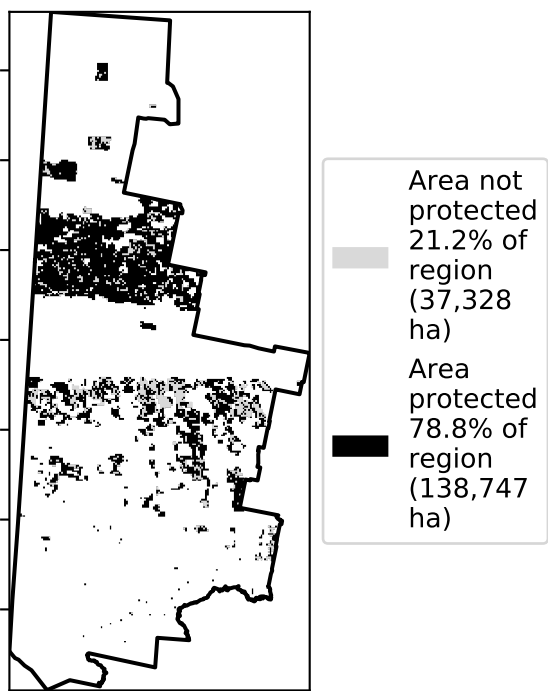 Area not
protected
21.2% of
region
(37,328
ha)
Area
protected
78.8% of
region
(138,747
ha)